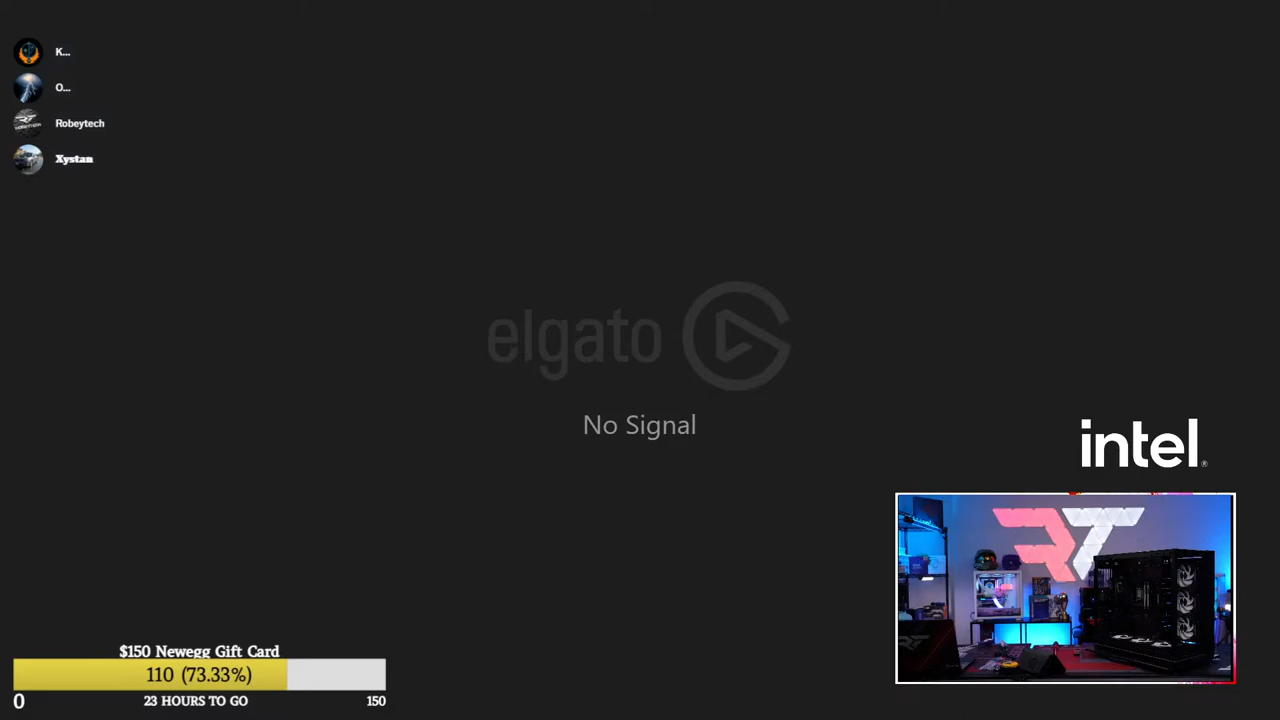 K...
O...
Robeytech
Xystan
elgato
No Signal
intel®
RT
$150 Newegg Gift Card
110 (73.33%)
0
23 HOURS TO GO
150